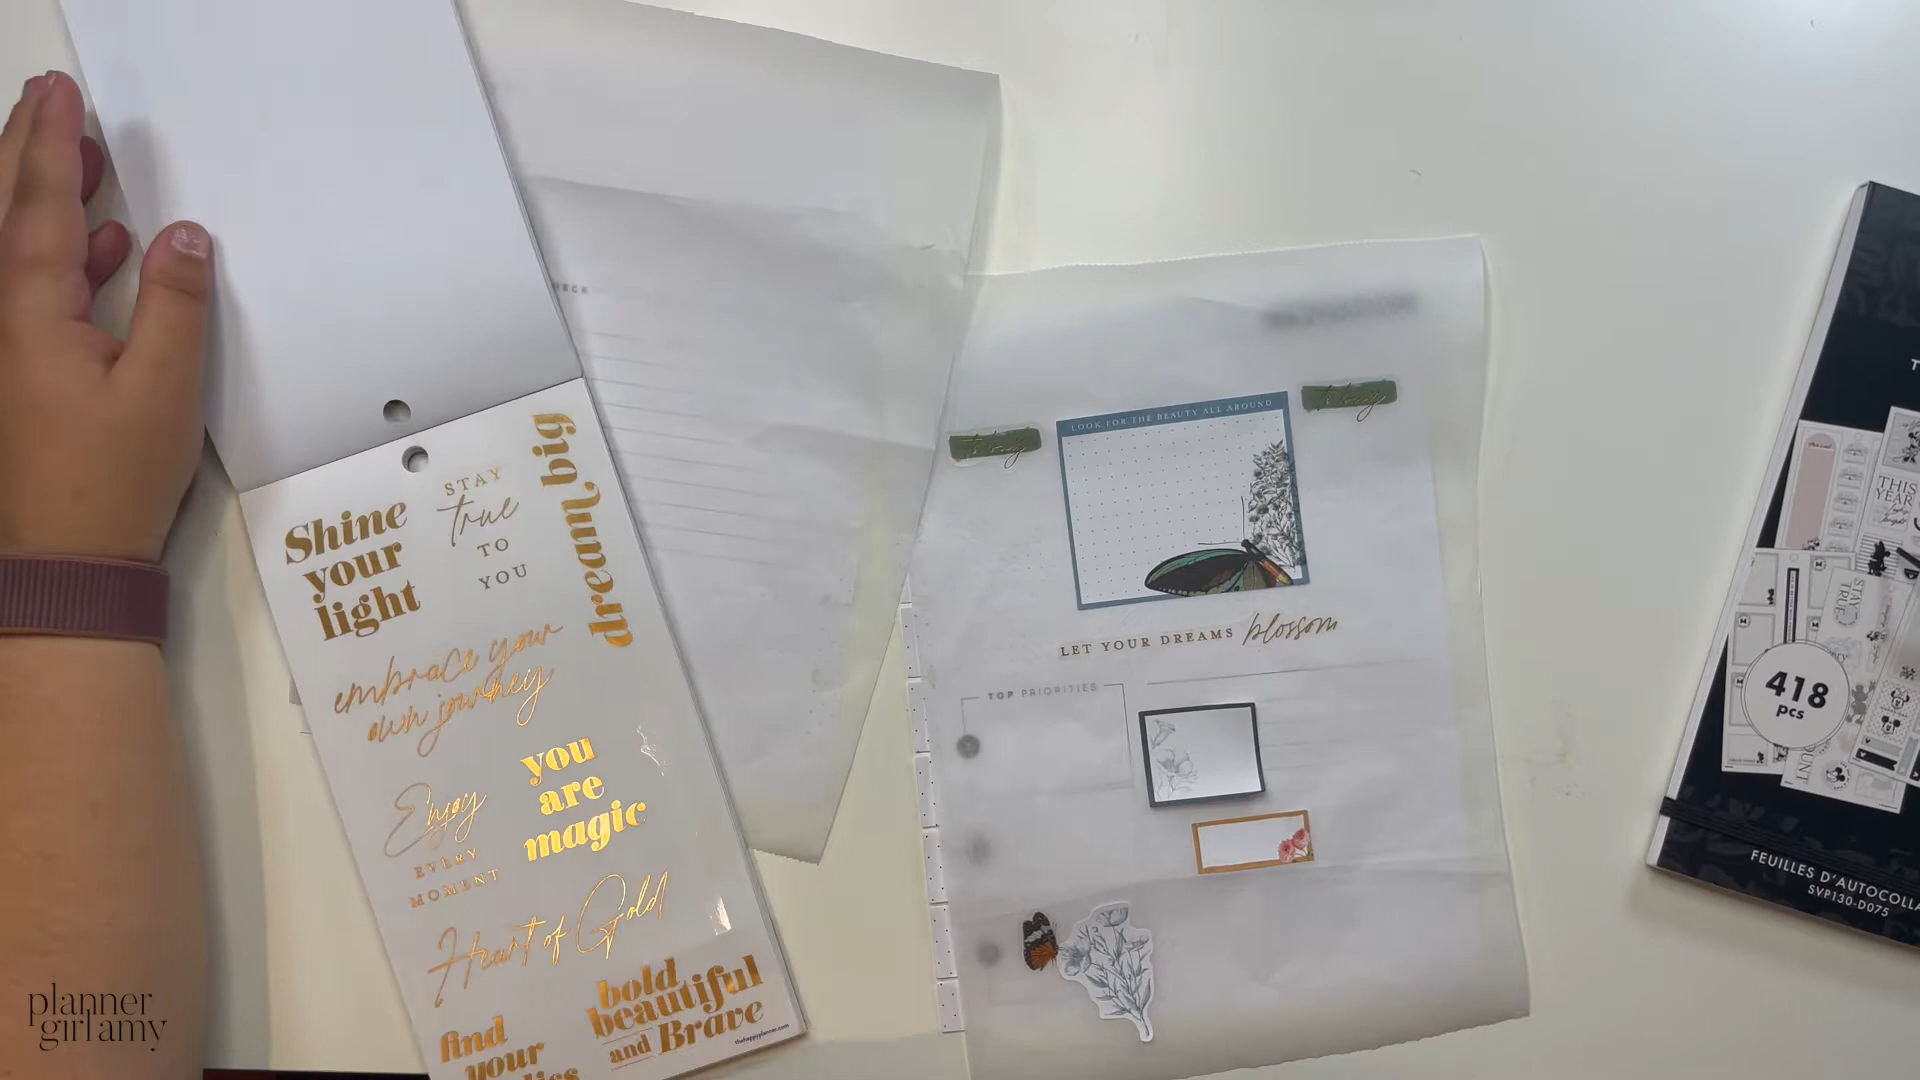 Shine
your
light
STAY
true
TO
YOU
dream big
embrace your
own journey
Enjoy
EVERY
MOMENT
you
are
magic
Heart of Gold
bold
beautiful
and Brave
find
your
thehappyplanner.com
LOOK FOR THE BEAUTY ALL AROUND
today
today
LET YOUR DREAMS blossom
TOP PRIORITIES
THIS
YEAR
STAY
TRUE
418
pcs
FEUILLES D'AUTOCOLLA
SVP130-D075
planner
girl amy